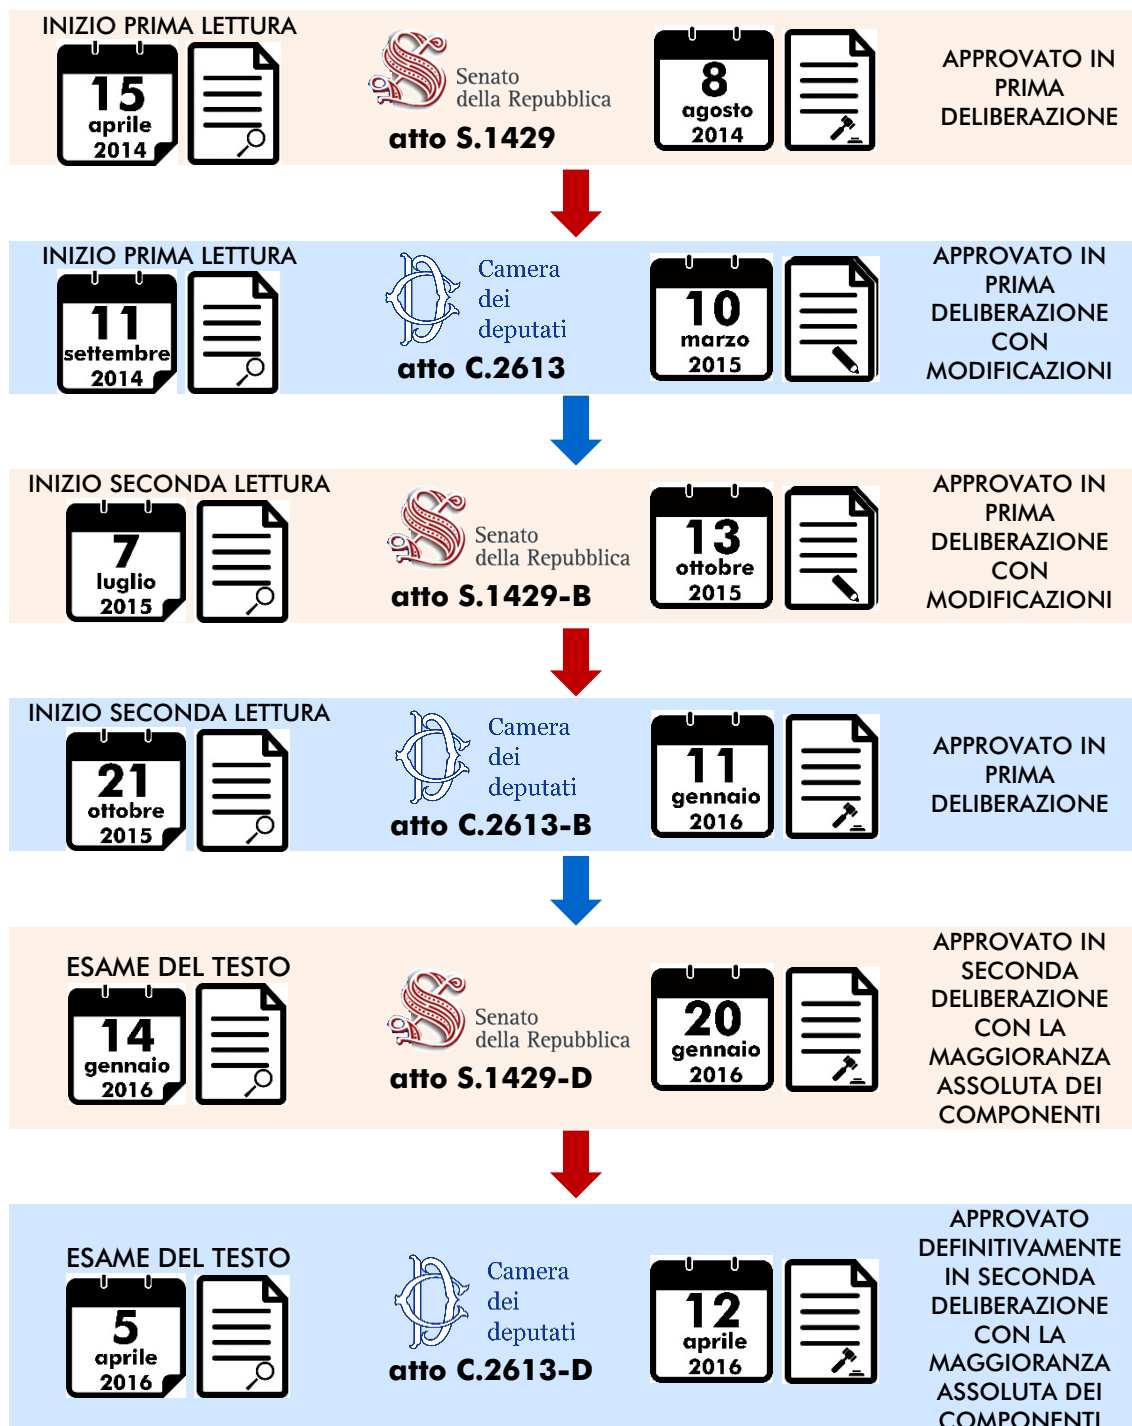 INIZIO PRIMA LETTURA
15
aprile
2014
Senato
della Repubblica
atto S.1429
8
agosto
2014
APPROVATO IN
PRIMA
DELIBERAZIONE
INIZIO PRIMA LETTURA
11
settembre
2014
Camera
dei
deputati
atto C.2613
10
marzo
2015
APPROVATO IN
PRIMA
DELIBERAZIONE
CON
MODIFICAZIONI
INIZIO SECONDA LETTURA
7
luglio
2015
Senato
della Repubblica
atto S.1429-B
13
ottobre
2015
APPROVATO IN
PRIMA
DELIBERAZIONE
CON
MODIFICAZIONI
INIZIO SECONDA LETTURA
21
ottobre
2015
Camera
dei
deputati
atto C.2613-B
11
gennaio
2016
APPROVATO IN
PRIMA
DELIBERAZIONE
ESAME DEL TESTO
14
gennaio
2016
Senato
della Repubblica
atto S.1429-D
20
gennaio
2016
APPROVATO IN
SECONDA
DELIBERAZIONE
CON LA
MAGGIORANZA
ASSOLUTA DEI
COMPONENTI
ESAME DEL TESTO
5
aprile
2016
Camera
dei
deputati
atto C.2613-D
12
aprile
2016
APPROVATO
DEFINITIVAMENTE
IN SECONDA
DELIBERAZIONE
CON LA
MAGGIORANZA
ASSOLUTA DEI
COMPONENTI